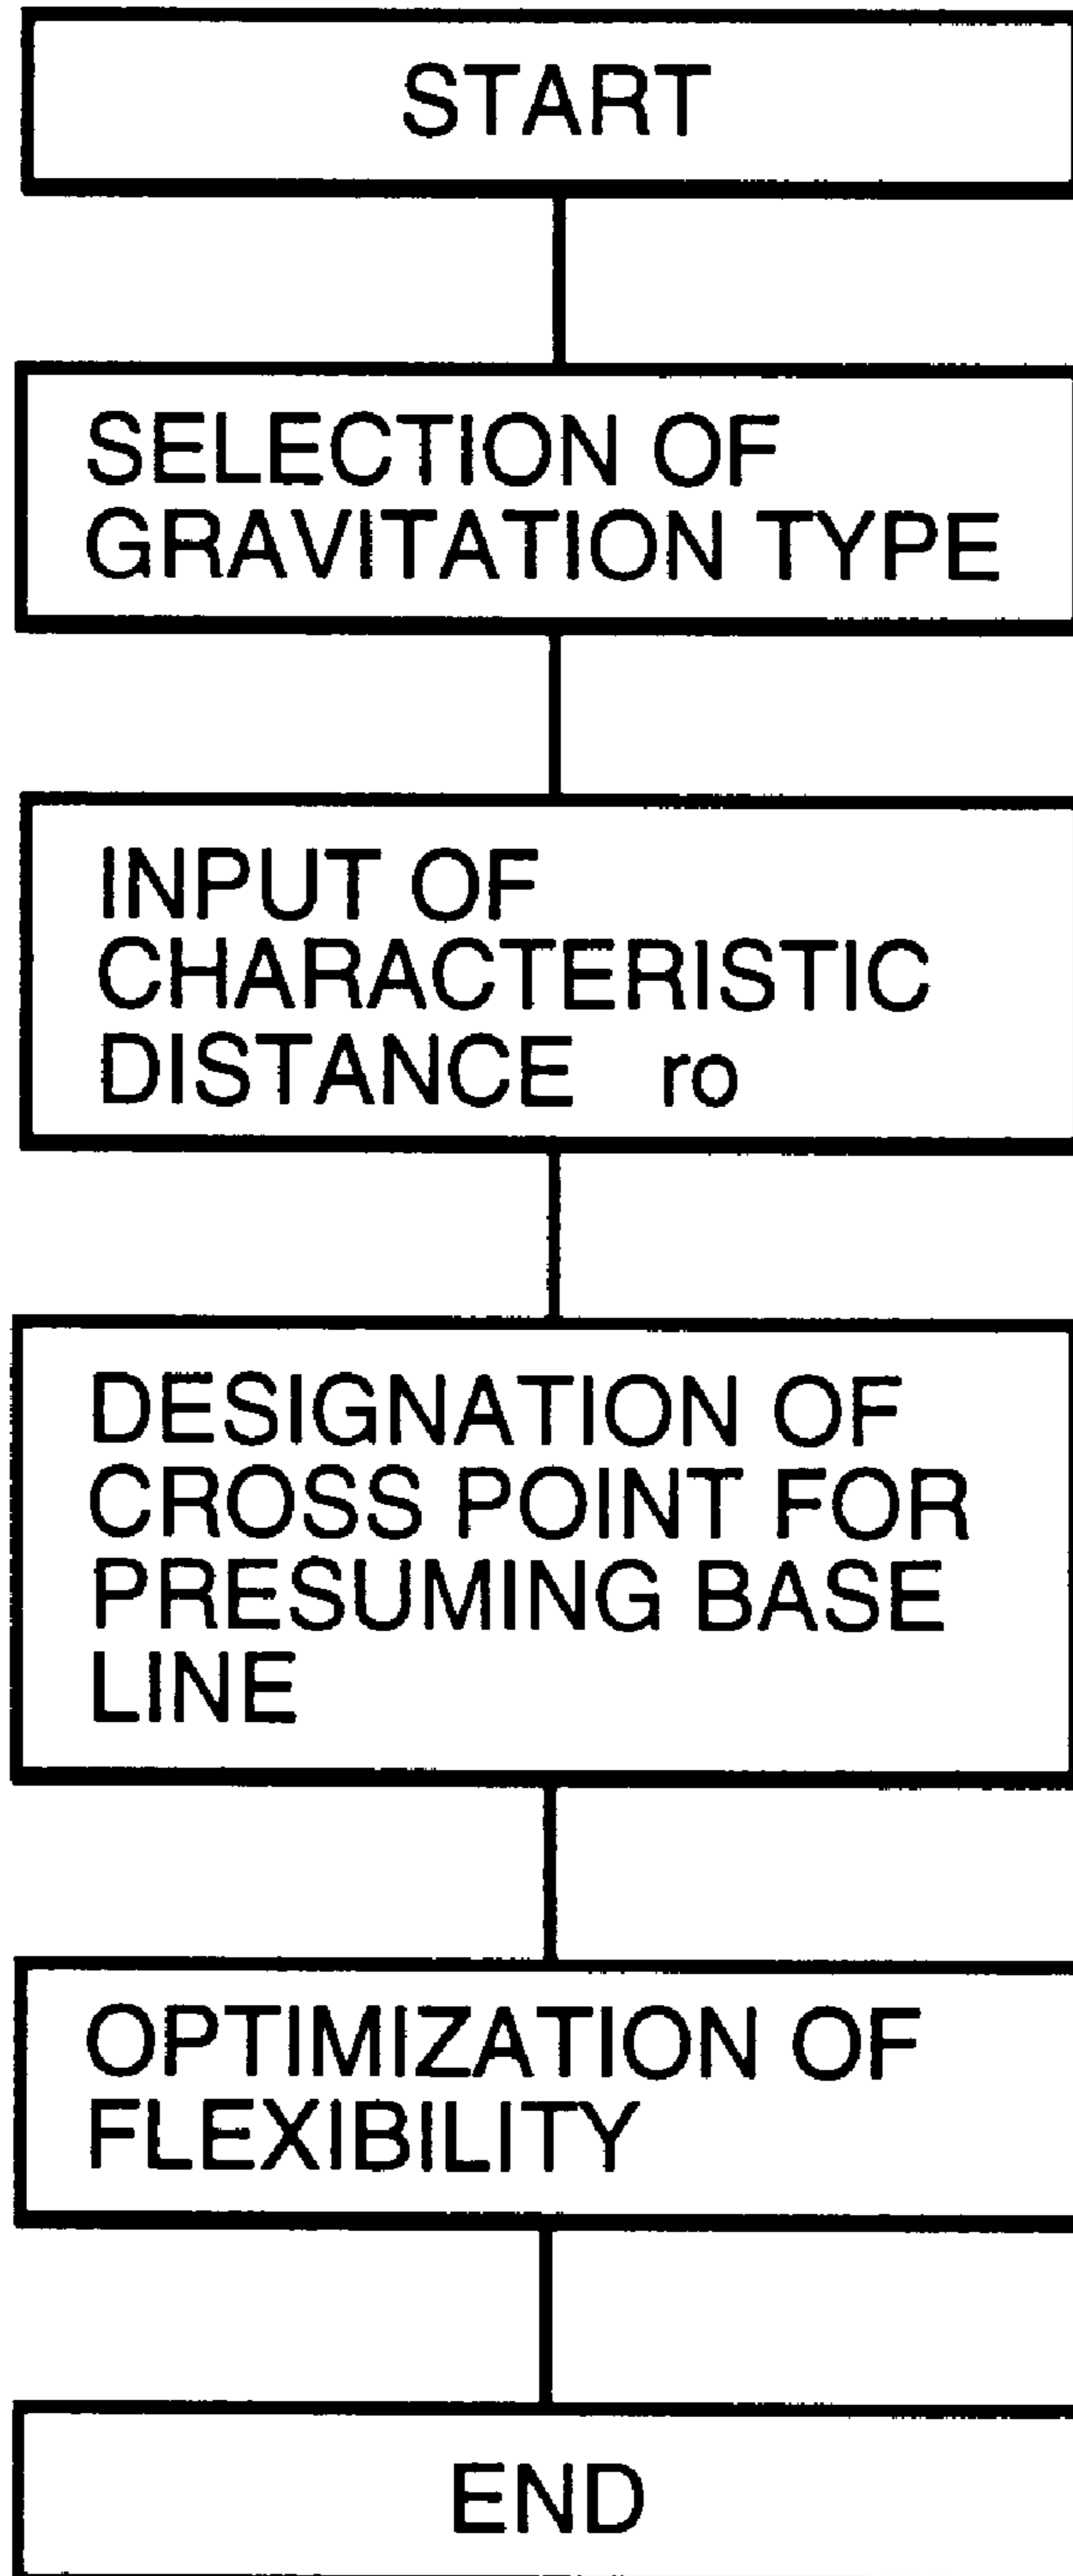 START
SELECTION OF
GRAVITATION TYPE
INPUT OF
CHARACTERISTIC
DISTANCE ro
DESIGNATION OF
CROSS POINT FOR
PRESUMING BASE
LINE
OPTIMIZATION OF
FLEXIBILITY
END